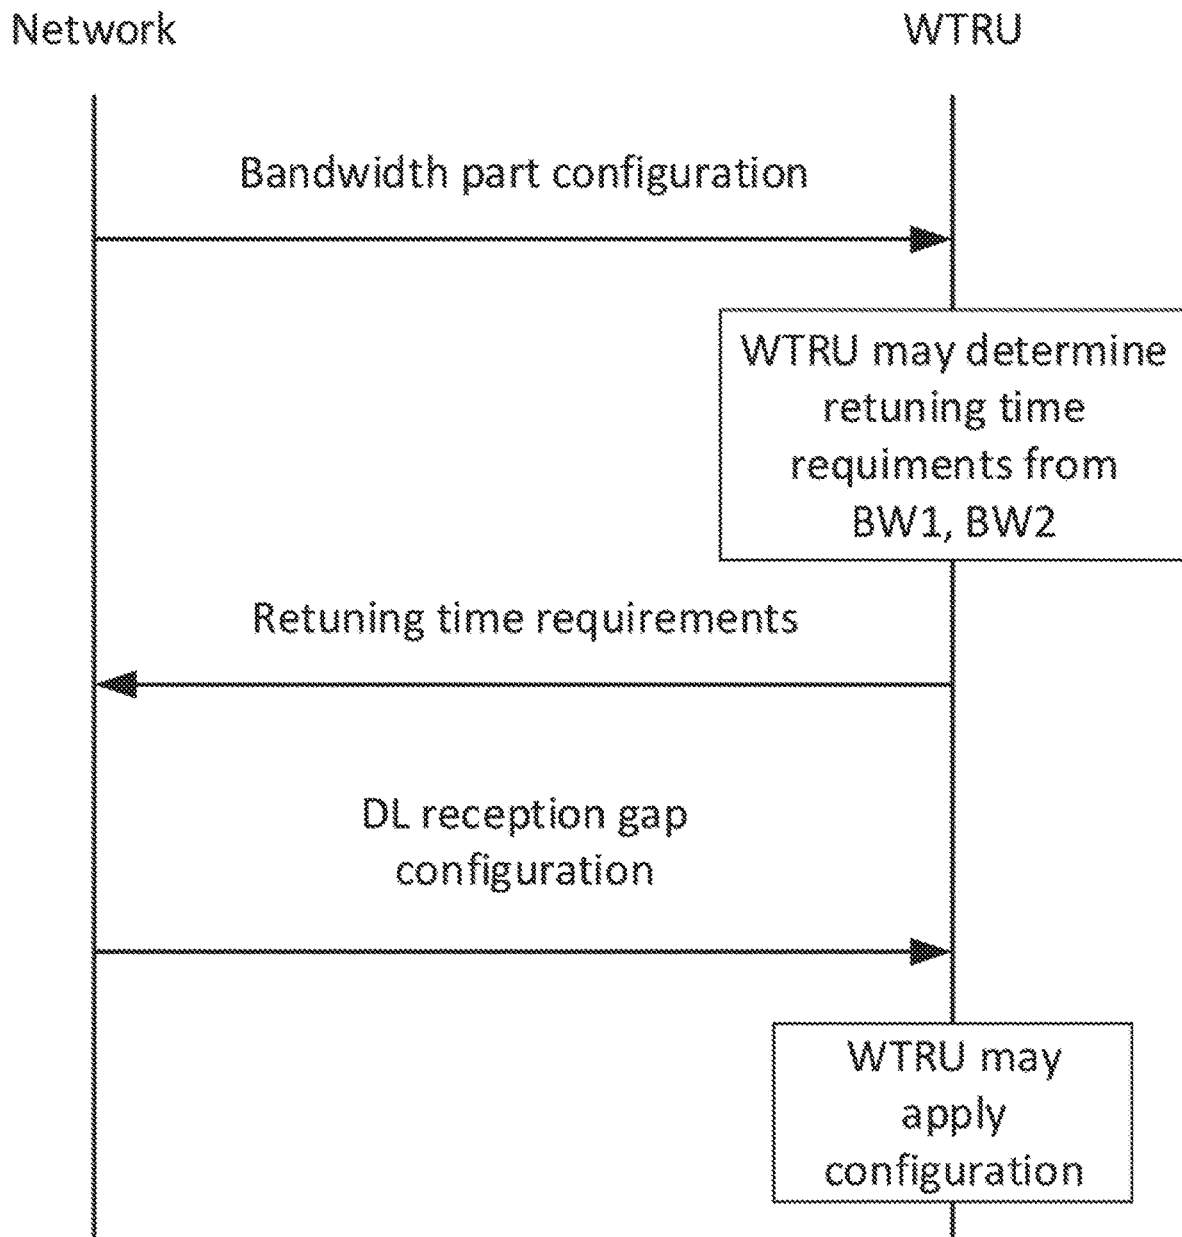 Network
WTRU
Bandwidth part configuration
WTRU may determine
retuning time
requiments from
BW1, BW2
Retuning time requirements
DL reception gap
configuration
WTRU may
apply
configuration